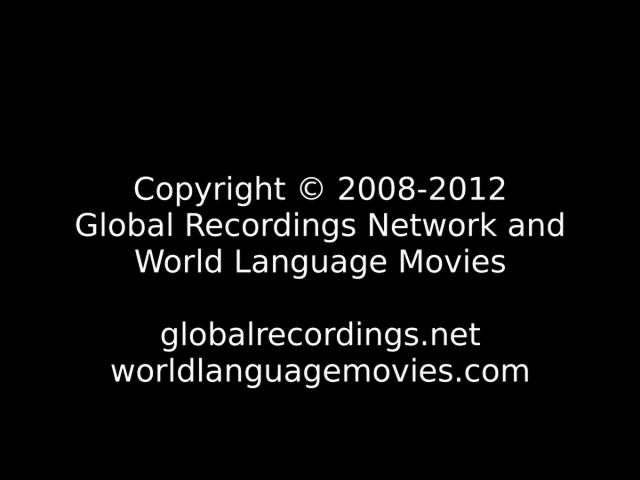 Copyright © 2008-2012
Global Recordings Network and
World Language Movies
globalrecordings.net
worldlanguagemovies.com